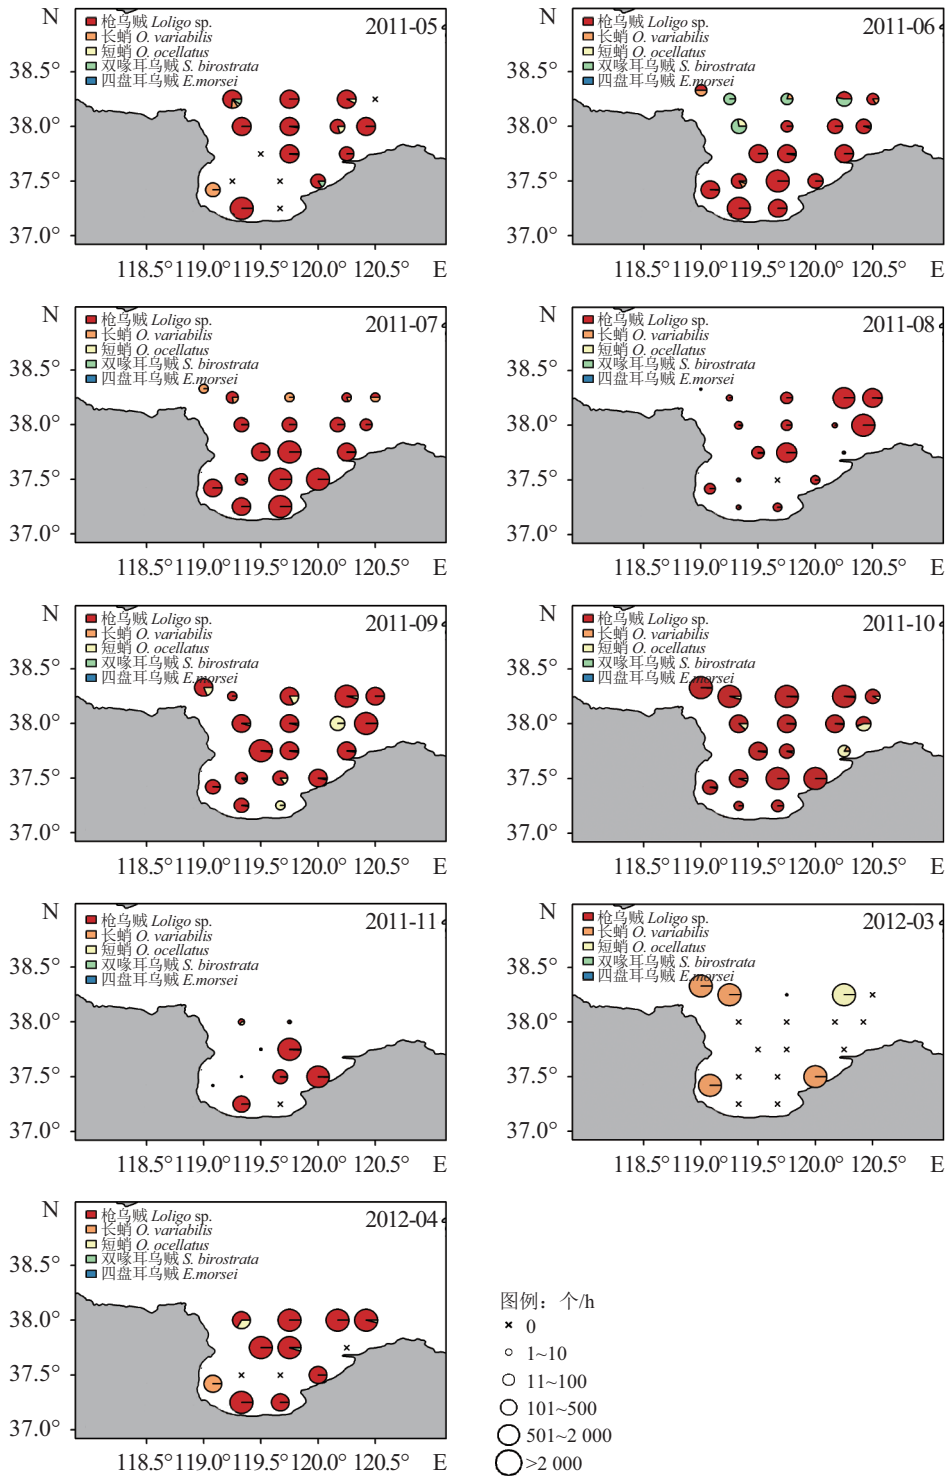 N
2011-05
枪乌贼 Loligo sp.
长蛸 O. variabilis
短蛸 O. ocellatus
双喙耳乌贼 S. birostrata
四盘耳乌贼 E.morsei
38.5°
38.0°
37.5°
37.0°
118.5° 119.0° 119.5° 120.0° 120.5° E
N
2011-06
枪乌贼 Loligo sp.
长蛸 O. variabilis
短蛸 O. ocellatus
双喙耳乌贼 S. birostrata
四盘耳乌贼 E.morsei
38.5°
38.0°
37.5°
37.0°
118.5° 119.0° 119.5° 120.0° 120.5° E
N
2011-07
枪乌贼 Loligo sp.
长蛸 O. variabilis
短蛸 O. ocellatus
双喙耳乌贼 S. birostrata
四盘耳乌贼 E.morsei
38.5°
38.0°
37.5°
37.0°
118.5° 119.0° 119.5° 120.0° 120.5° E
N
2011-08
枪乌贼 Loligo sp.
长蛸 O. variabilis
短蛸 O. ocellatus
双喙耳乌贼 S. birostrata
四盘耳乌贼 E.morsei
38.5°
38.0°
37.5°
37.0°
118.5° 119.0° 119.5° 120.0° 120.5° E
N
2011-09
枪乌贼 Loligo sp.
长蛸 O. variabilis
短蛸 O. ocellatus
双喙耳乌贼 S. birostrata
四盘耳乌贼 E.morsei
38.5°
38.0°
37.5°
37.0°
118.5° 119.0° 119.5° 120.0° 120.5° E
N
2011-10
枪乌贼 Loligo sp.
长蛸 O. variabilis
短蛸 O. ocellatus
双喙耳乌贼 S. birostrata
四盘耳乌贼 E.morsei
38.5°
38.0°
37.5°
37.0°
118.5° 119.0° 119.5° 120.0° 120.5° E
N
2011-11
枪乌贼 Loligo sp.
长蛸 O. variabilis
短蛸 O. ocellatus
双喙耳乌贼 S. birostrata
四盘耳乌贼 E.morsei
38.5°
38.0°
37.5°
37.0°
118.5° 119.0° 119.5° 120.0° 120.5° E
N
2012-03
枪乌贼 Loligo sp.
长蛸 O. variabilis
短蛸 O. ocellatus
双喙耳乌贼 S. birostrata
四盘耳乌贼 E.morsei
38.5°
38.0°
37.5°
37.0°
118.5° 119.0° 119.5° 120.0° 120.5° E
N
2012-04
枪乌贼 Loligo sp.
长蛸 O. variabilis
短蛸 O. ocellatus
双喙耳乌贼 S. birostrata
四盘耳乌贼 E.morsei
38.5°
38.0°
37.5°
37.0°
118.5° 119.0° 119.5° 120.0° 120.5° E
图例：个/h
0
1~10
11~100
101~500
501~2 000
>2 000